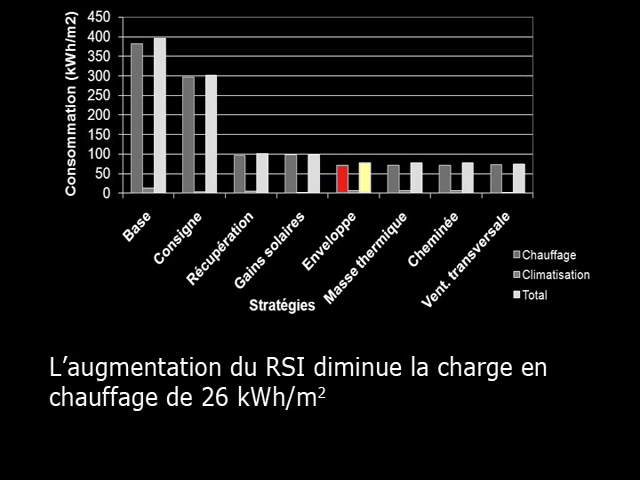 450
400
350
300
250
200
150
100
50
0
Consommation (kWh/m2)
Base
Consigne
Récupération
Gains solaires
Enveloppe
Masse thermique
Cheminée
Vent. transversale
Stratégies
Chauffage
Climatisation
Total
L’augmentation du RSI diminue la charge en
chauffage de 26 kWh/m²